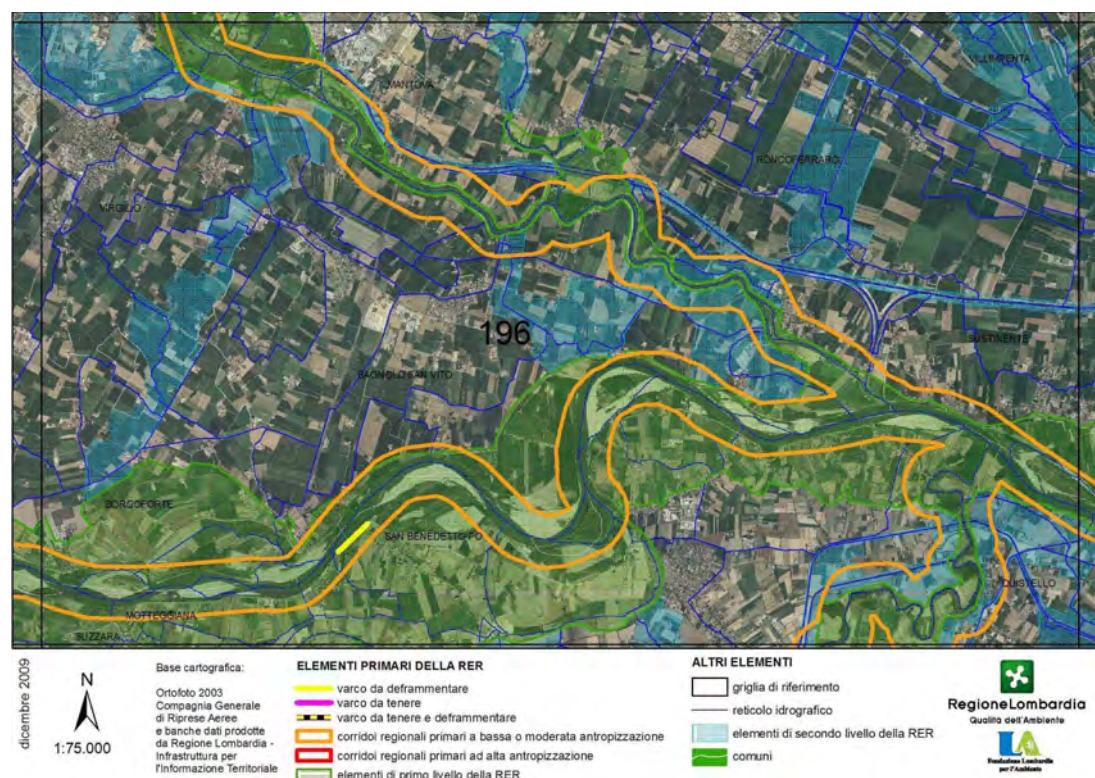 MANTOVA
VILLIMPENTA
RONCOFERRARO
VIRGILIO
196
SUSTINENTE
BAGNOLO SAN VITO
BORGOFORTE
SAN BENEDETTO PO
QUISTELLO
MOTTEGGIANA
SUZZARA
dicembre 2009
N
1:75.000
Base cartografica:
Ortofoto 2003
Compagnia Generale
di Riprese Aeree
e banche dati prodotte
da Regione Lombardia -
Infrastruttura per
l'Informazione Territoriale
ELEMENTI PRIMARI DELLA RER
varco da deframmentare
varco da tenere
varco da tenere e deframmentare
corridoi regionali primari a bassa o moderata antropizzazione
corridoi regionali primari ad alta antropizzazione
elementi di primo livello della RER
ALTRI ELEMENTI
griglia di riferimento
reticolo idrografico
elementi di secondo livello della RER
comuni
RegioneLombardia
Qualità dell'Ambiente
Fondazione Lombardia
per l'Ambiente